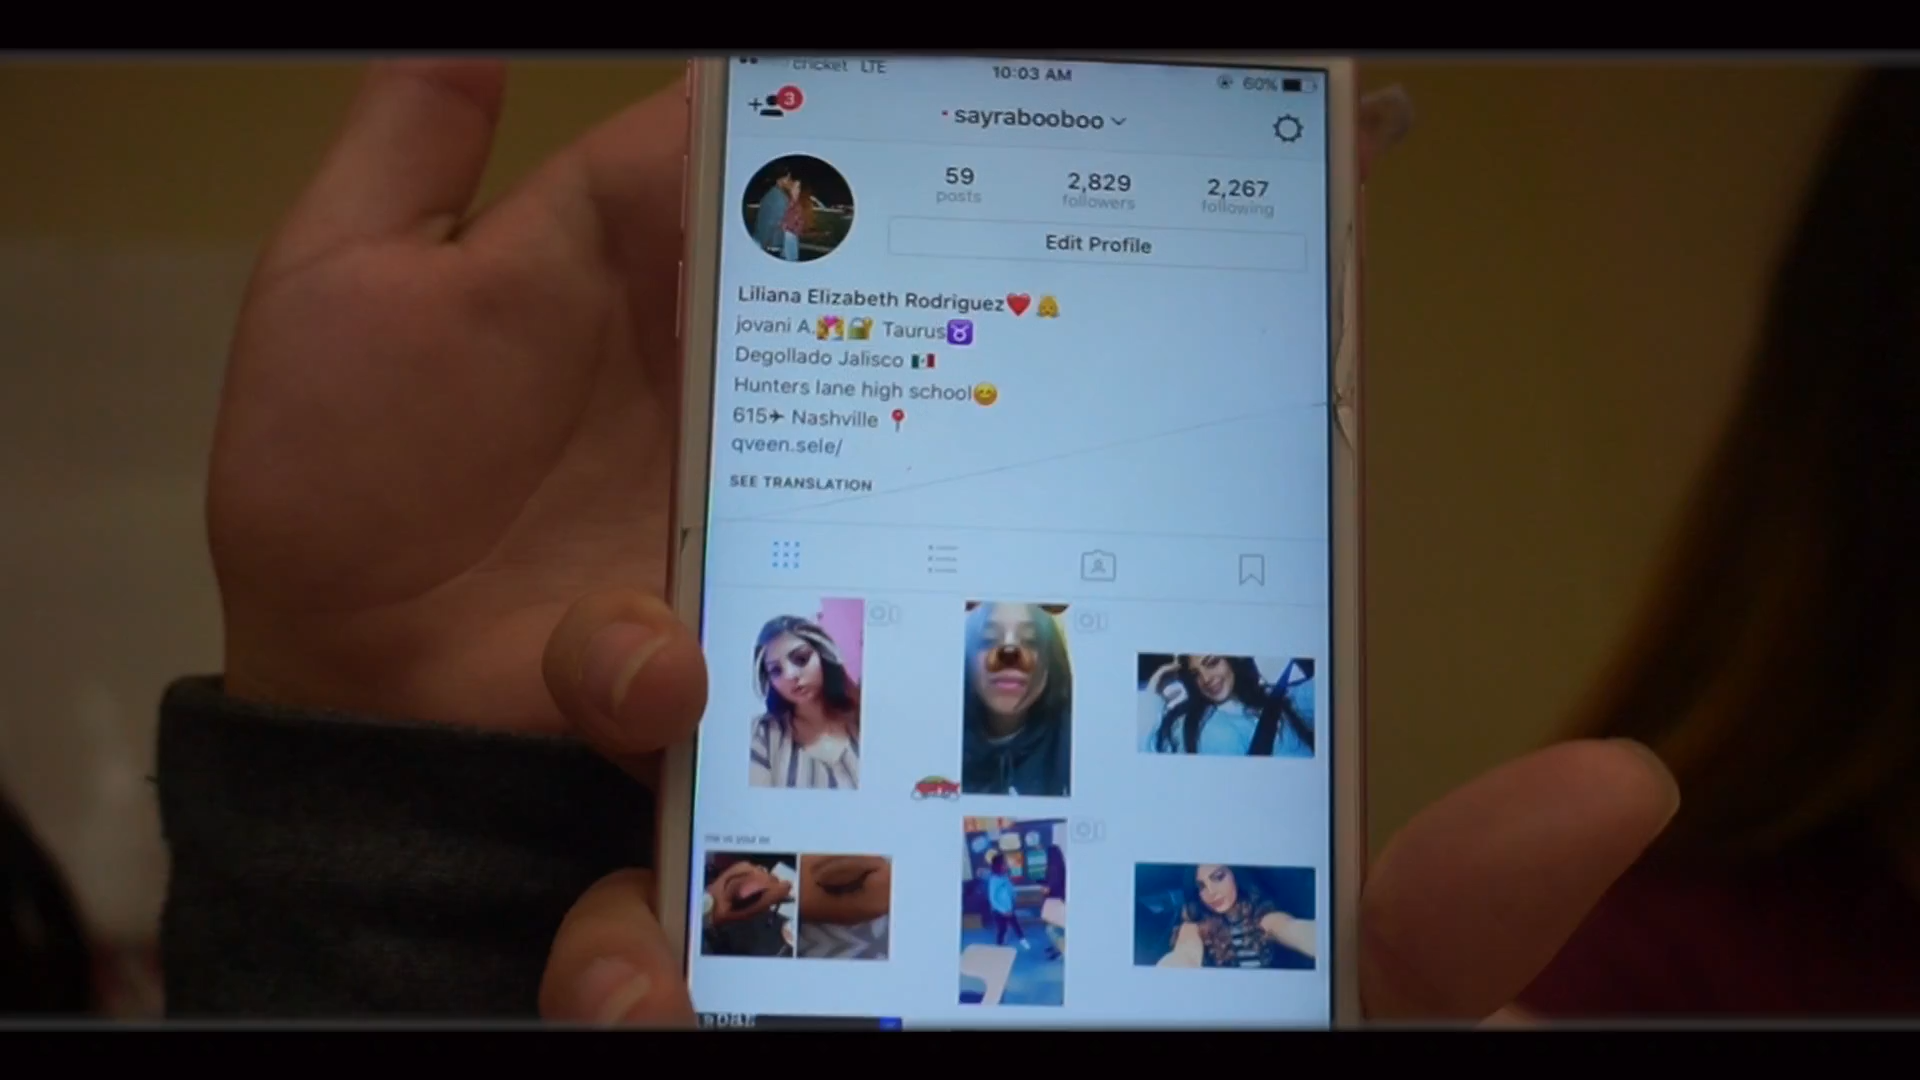 cricket LTE 10:03 AM 60%
3
sayrabooboo
59 2,829 2,267
posts followers following
Edit Profile
Liliana Elizabeth Rodriguez❤️👸
jovani A.💏🔐 Taurus♉
Degollado Jalisco 🇲🇽
Hunters lane high school😊
615✈ Nashville 📍
qveen.sele/
SEE TRANSLATION